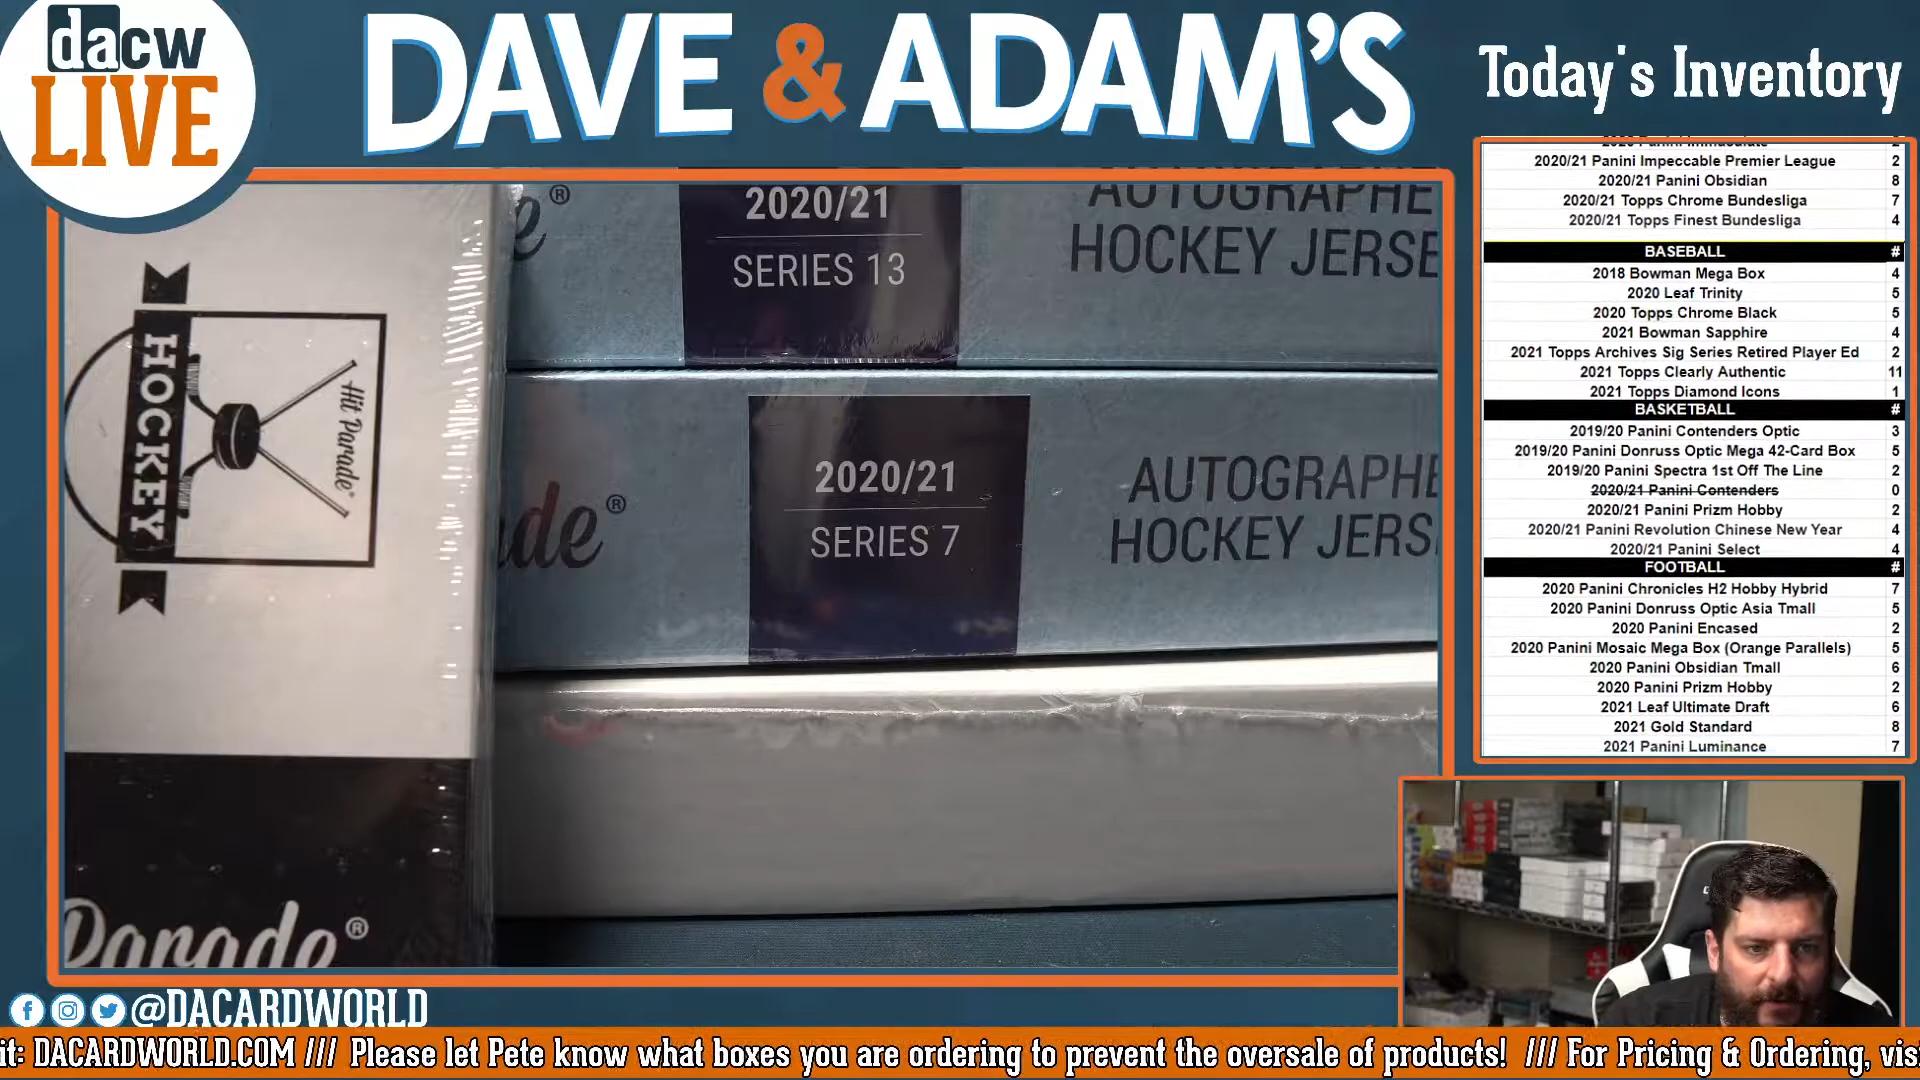 dacw
LIVE
DAVE & ADAM'S
Today's Inventory
2020/21 Panini Impeccable Premier League 2
2020/21 Panini Obsidian 8
2020/21 Topps Chrome Bundesliga 7
2020/21 Topps Finest Bundesliga 4
BASEBALL #
2018 Bowman Mega Box 4
2020 Leaf Trinity 5
2020 Topps Chrome Black 5
2021 Bowman Sapphire 4
2021 Topps Archives Sig Series Retired Player Ed 2
2021 Topps Clearly Authentic 11
2021 Topps Diamond Icons 1
BASKETBALL #
2019/20 Panini Contenders Optic 3
2019/20 Panini Donruss Optic Mega 42-Card Box 5
2019/20 Panini Spectra 1st Off The Line 2
2020/21 Panini Contenders 0
2020/21 Panini Prizm Hobby 2
2020/21 Panini Revolution Chinese New Year 4
2020/21 Panini Select 4
FOOTBALL #
2020 Panini Chronicles H2 Hobby Hybrid 7
2020 Panini Donruss Optic Asia Tmall 5
2020 Panini Encased 2
2020 Panini Mosaic Mega Box (Orange Parallels) 5
2020 Panini Obsidian Tmall 6
2020 Panini Prizm Hobby 2
2021 Leaf Ultimate Draft 6
2021 Gold Standard 8
2021 Panini Luminance 7
HOCKEY
Hit Parade®
Parade®
e®
2020/21
SERIES 13
AUTOGRAPHE
HOCKEY JERSE
ade®
2020/21
SERIES 7
AUTOGRAPHE
HOCKEY JERS
@DACARDWORLD
it: DACARDWORLD.COM /// Please let Pete know what boxes you are ordering to prevent the oversale of products! /// For Pricing & Ordering, vis